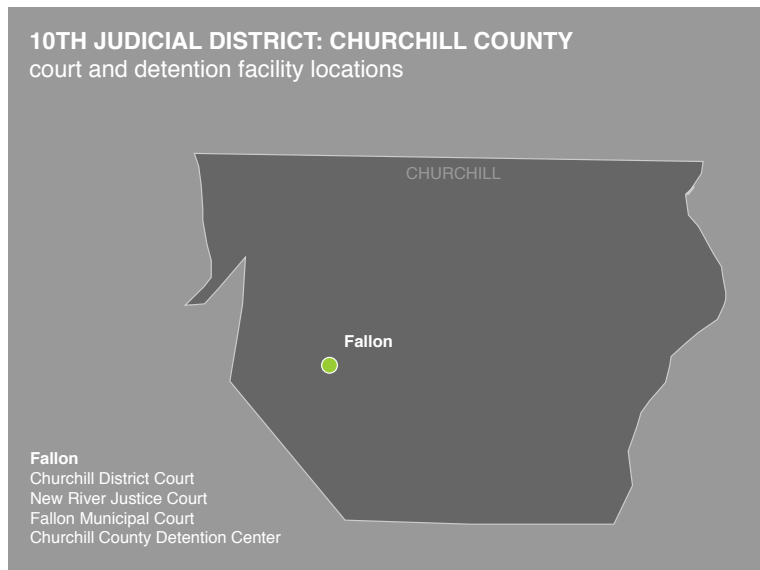 10TH JUDICIAL DISTRICT: CHURCHILL COUNTY
court and detention facility locations
CHURCHILL
Fallon
Fallon
Churchill District Court
New River Justice Court
Fallon Municipal Court
Churchill County Detention Center